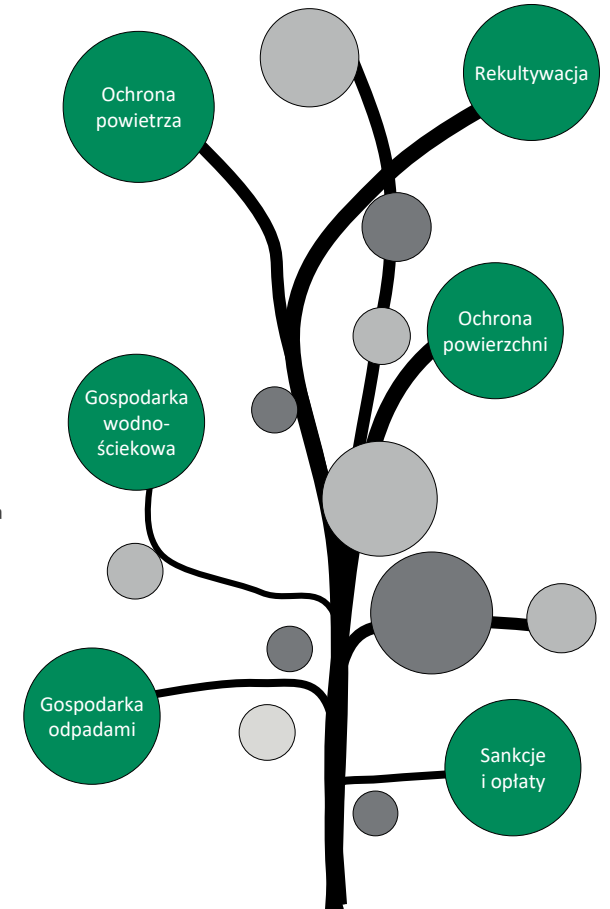 Ochrona
powietrza
Rekultywacja
Ochrona
powierzchni
Gospodarka
wodno-
ściekowa
Gospodarka
odpadami
Sankcje
i opłaty